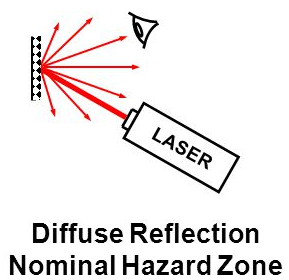 LASER
Diffuse Reflection
Nominal Hazard Zone